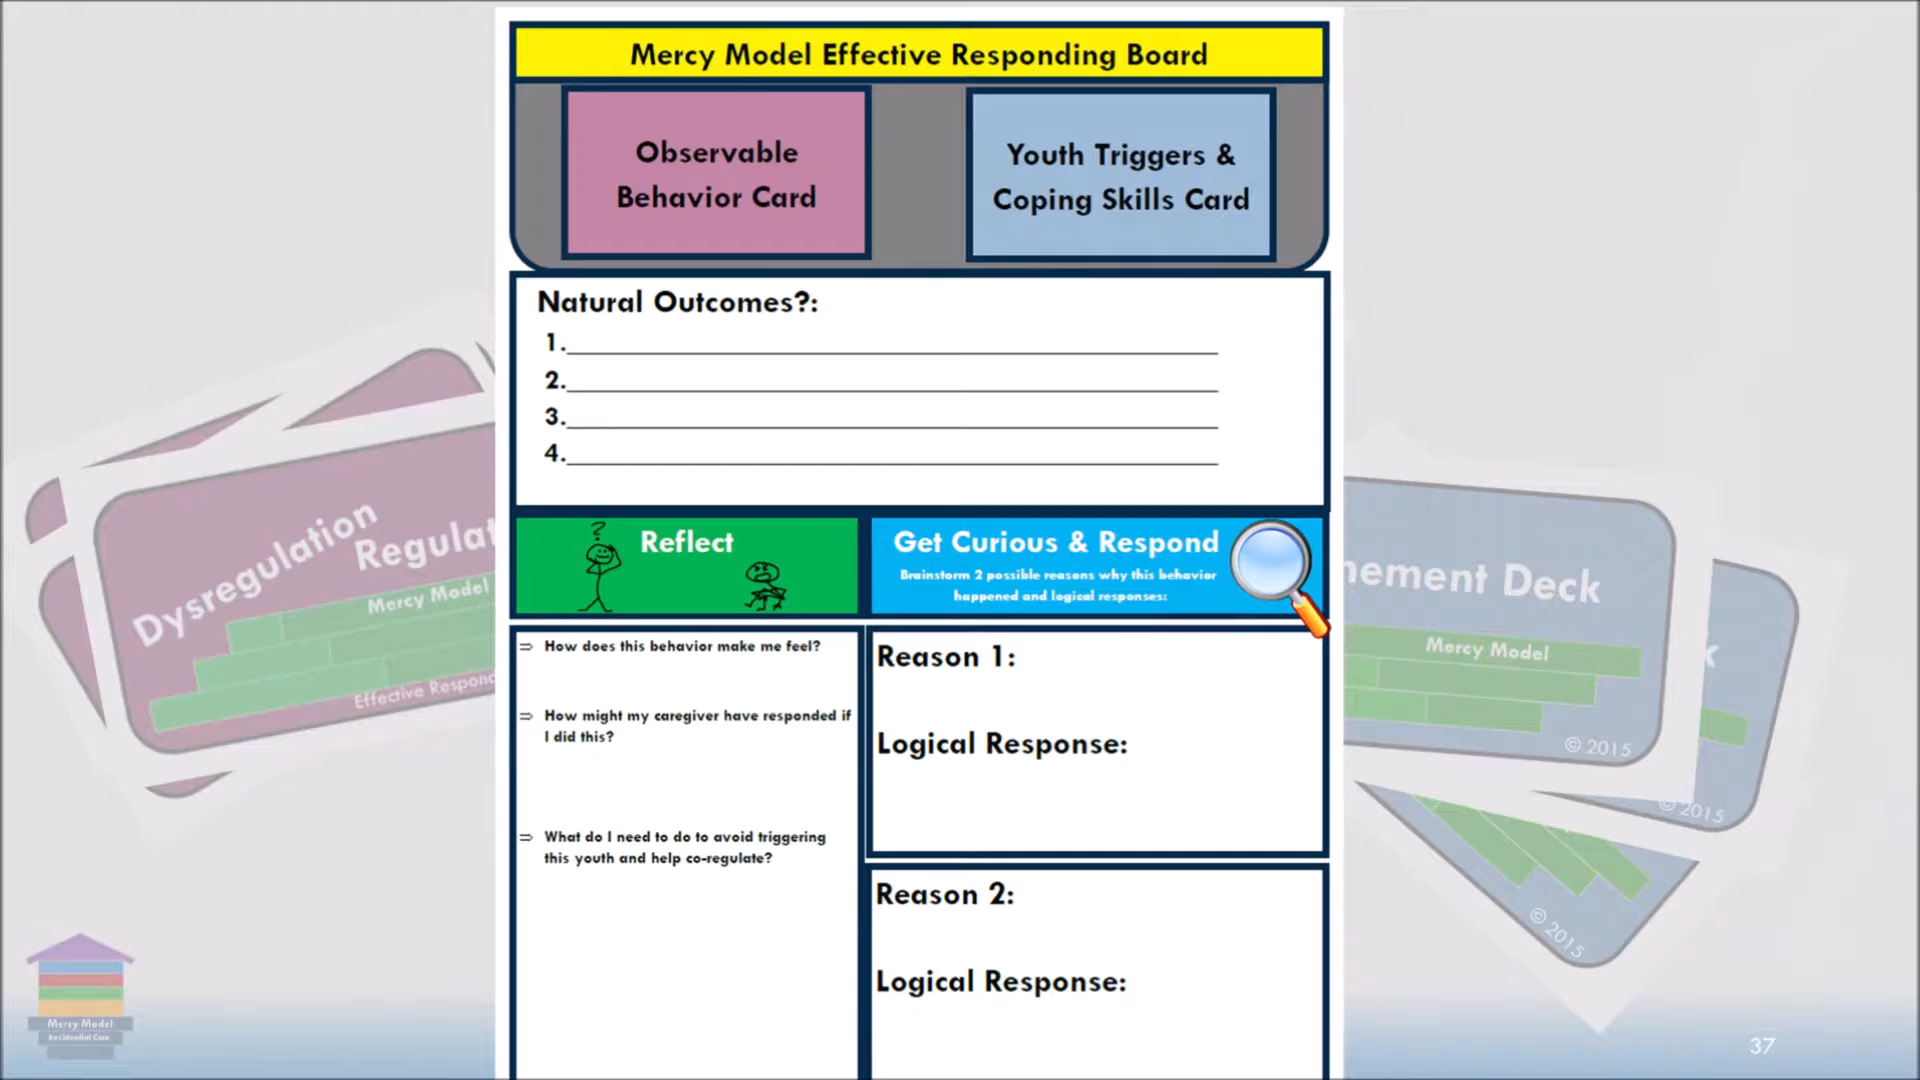 Mercy Model Effective Responding Board
Observable
Behavior Card
Youth Triggers &
Coping Skills Card
Natural Outcomes?:
1.
2.
3.
4.
?
Reflect
Get Curious & Respond
Brainstorm 2 possible reasons why this behavior
happened and logical responses:
⇒ How does this behavior make me feel?
⇒ How might my caregiver have responded if
I did this?
⇒ What do I need to do to avoid triggering
this youth and help co-regulate?
Reason 1:
Logical Response:
Reason 2:
Logical Response:
Dysregulation
Regulat
Mercy Model
Effective Respond
nement Deck
Mercy Model
© 2015
k
© 2015
© 2015
Mercy Model
Residential Care
37